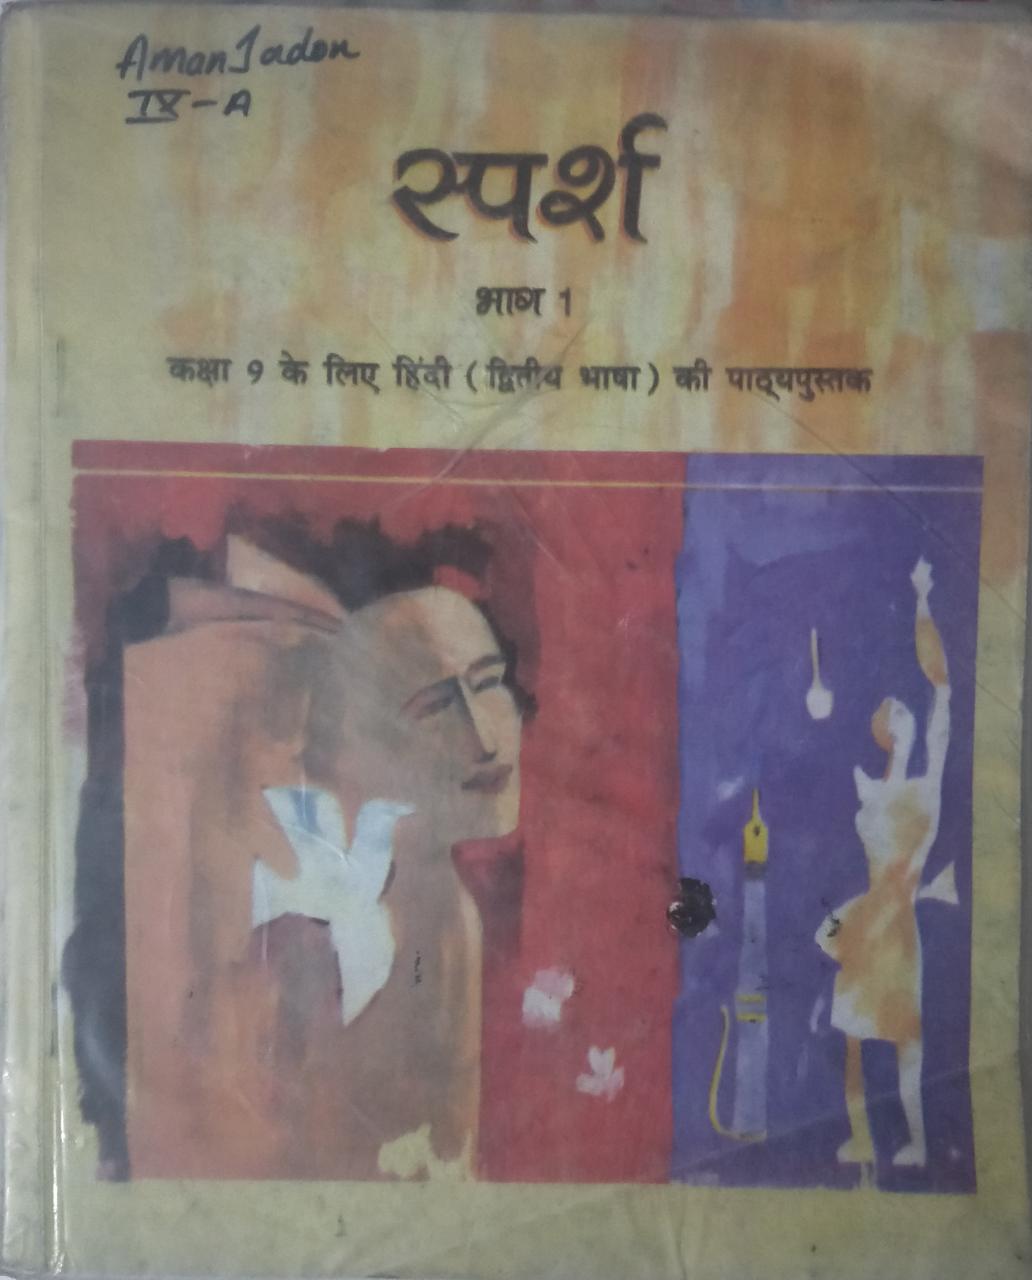 Aman Jadon
IX-A
स्पर्श
भाग 1
कक्षा 9 के लिए हिंदी ( द्वितीय भाषा ) की पाठ्यपुस्तक